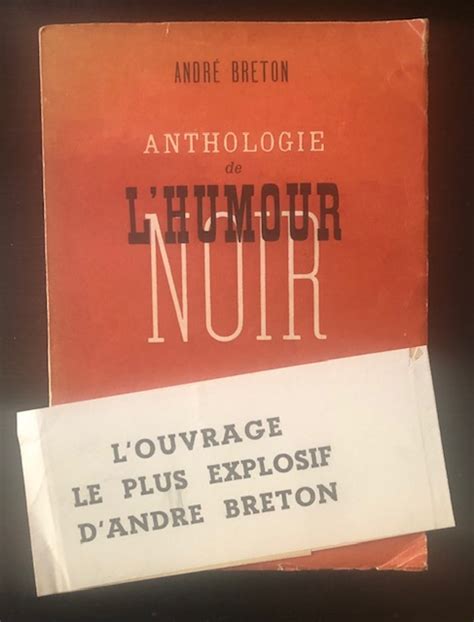 ANDRÉ BRETON
ANTHOLOGIE
de
L'HUMOUR
NOIR
L'OUVRAGE
LE PLUS EXPLOSIF
D'ANDRE BRETON